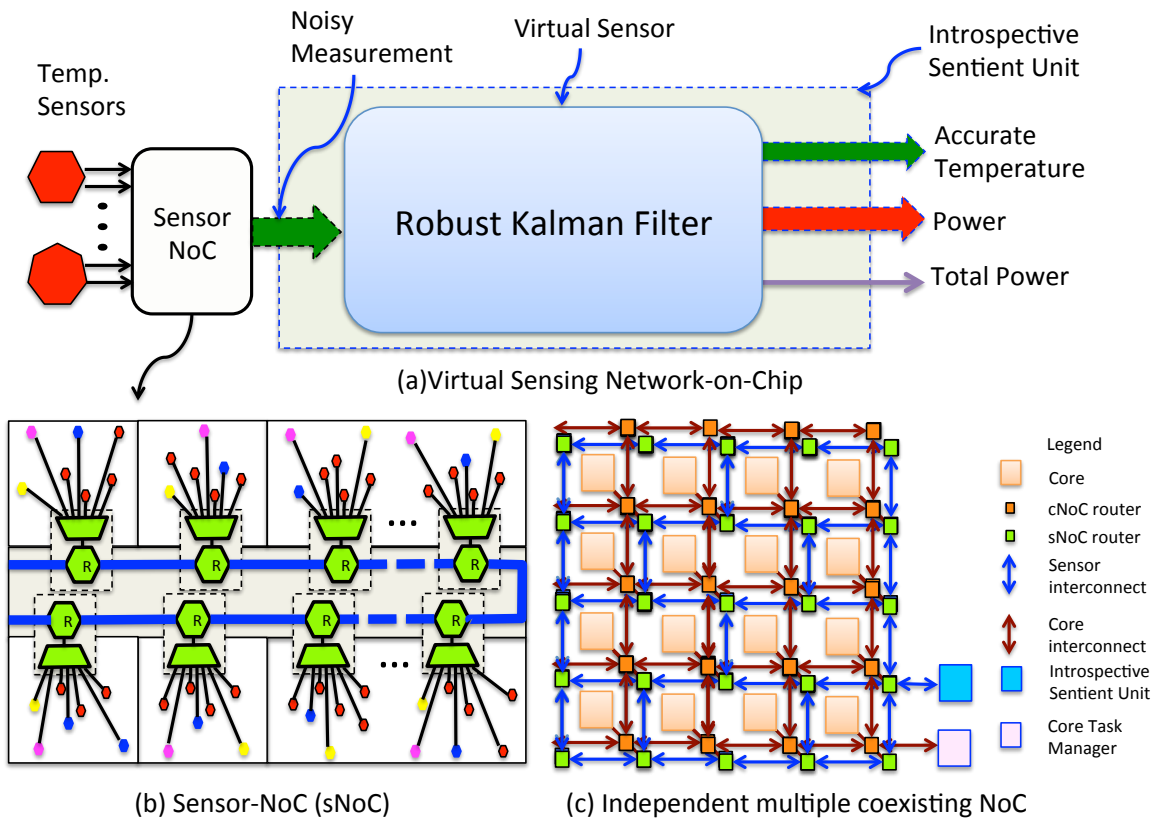 Noisy
Measurement
Virtual Sensor
Introspective
Sentient Unit
Temp.
Sensors
Sensor
NoC
Robust Kalman Filter
Accurate
Temperature
Power
Total Power
(a)Virtual Sensing Network-on-Chip
R
R
R
R
...
R
R
R
R
...
(b) Sensor-NoC (sNoC)
Legend
Core
cNoC router
sNoC router
Sensor
interconnect
Core
interconnect
Introspective
Sentient Unit
Core Task
Manager
(c) Independent multiple coexisting NoC